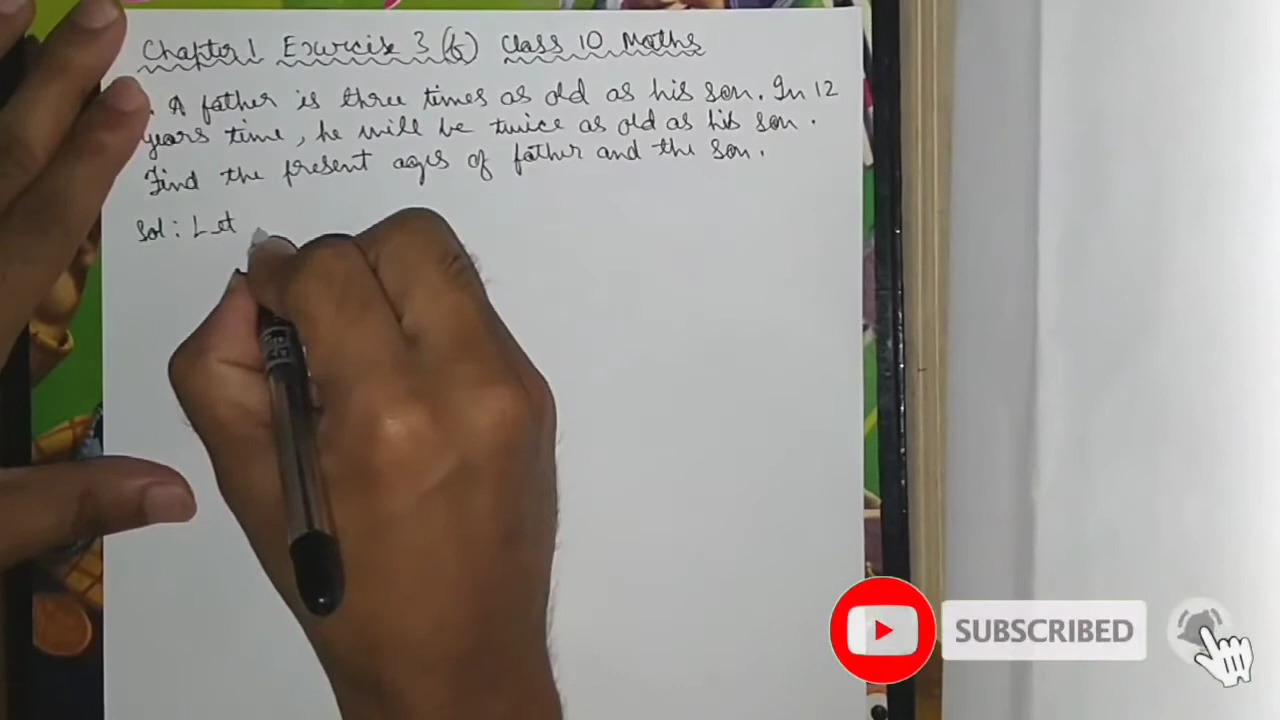 Chapter 1 Exercise 3 (b) Class 10 Maths
. A father is three times as old as his son. In 12
years time, he will be twice as old as his son.
Find the present ages of father and the son.
Sol: Let
SUBSCRIBED